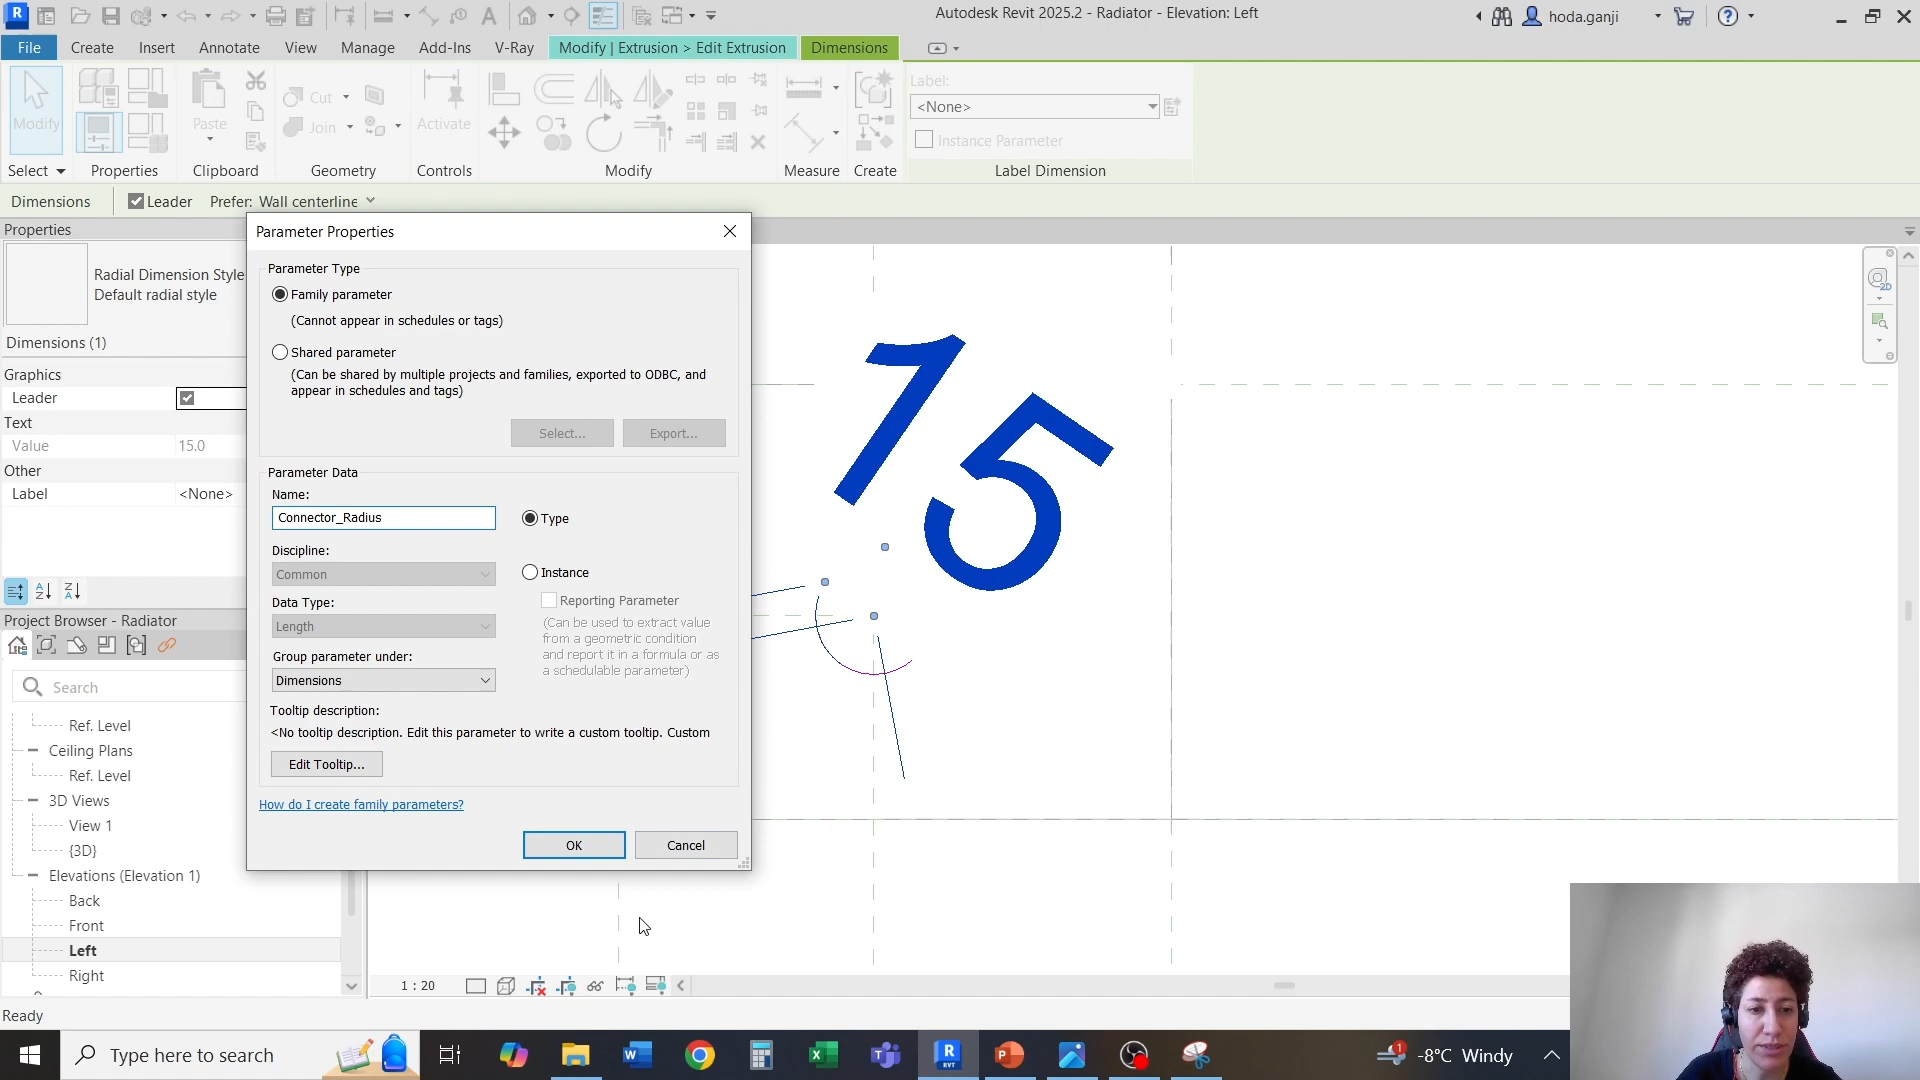 Autodesk Revit 2025.2 - Radiator - Elevation: Left
hoda.ganji
File Create Insert Annotate View Manage Add-Ins V-Ray Modify | Extrusion > Edit Extrusion Dimensions
Label:
<None>
Instance Parameter
Modify
Paste
Cut
Join
Activate
Select Properties Clipboard Geometry Controls Modify Measure Create Label Dimension
Dimensions Leader Prefer: Wall centerline
Properties
Radial Dimension Style
Default radial style
Dimensions (1)
Graphics
Leader
Text
Value 15.0
Other
Label <None>
Project Browser - Radiator
Search
Ref. Level
Ceiling Plans
Ref. Level
3D Views
View 1
{3D}
Elevations (Elevation 1)
Back
Front
Left
Right
Parameter Properties
Parameter Type
Family parameter
(Cannot appear in schedules or tags)
Shared parameter
(Can be shared by multiple projects and families, exported to ODBC, and
appear in schedules and tags)
Select... Export...
Parameter Data
Name:
Connector_Radius
Type
Discipline:
Common
Instance
Reporting Parameter
(Can be used to extract value
from a geometric condition
and report it in a formula or as
a schedulable parameter)
Data Type:
Length
Group parameter under:
Dimensions
Tooltip description:
<No tooltip description. Edit this parameter to write a custom tooltip. Custom
Edit Tooltip...
How do I create family parameters?
OK Cancel
15
2D
1 : 20
Ready
Type here to search
-8°C Windy